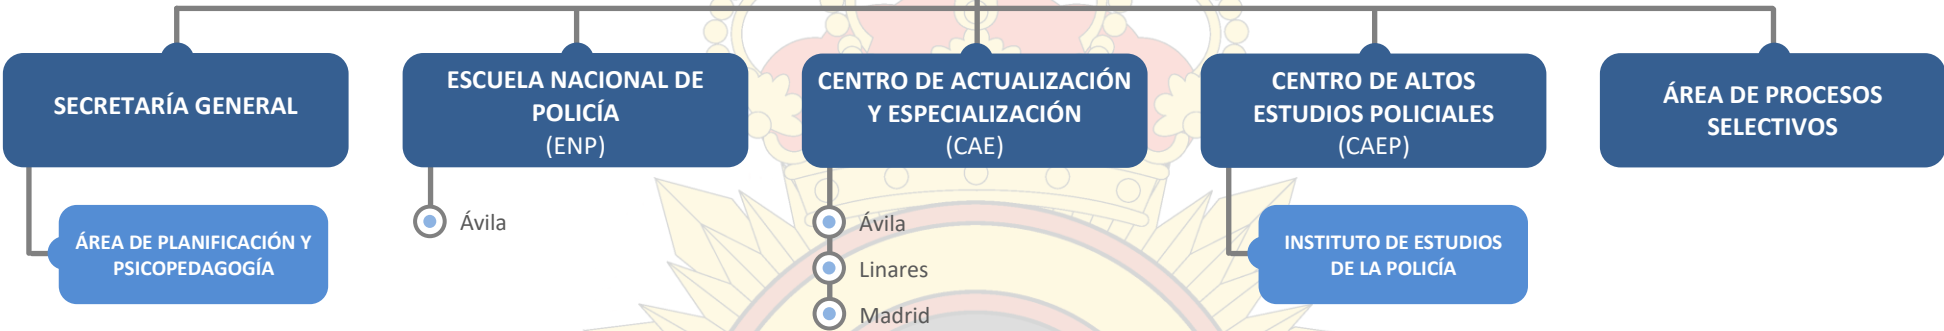 SECRETARÍA GENERAL
ESCUELA NACIONAL DE
POLICÍA
(ENP)
CENTRO DE ACTUALIZACIÓN
Y ESPECIALIZACIÓN
(CAE)
CENTRO DE ALTOS
ESTUDIOS POLICIALES
(CAEP)
ÁREA DE PROCESOS
SELECTIVOS
ÁREA DE PLANIFICACIÓN Y
PSICOPEDAGOGÍA
Ávila
Ávila
Linares
Madrid
INSTITUTO DE ESTUDIOS
DE LA POLICÍA